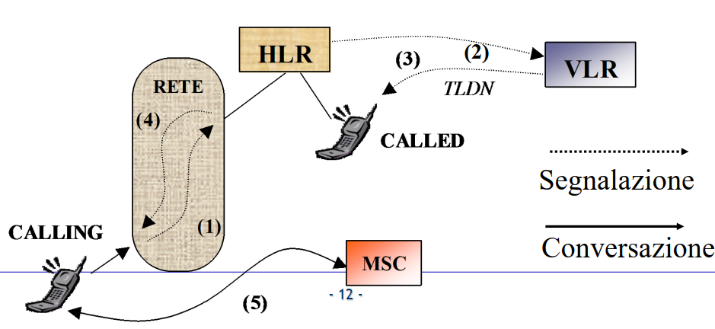 HLR
(2)
VLR
(3)
RETE
TLDN
(4)
CALLED
Segnalazione
(1)
CALLING
Conversazione
MSC
- 12 -
(5)